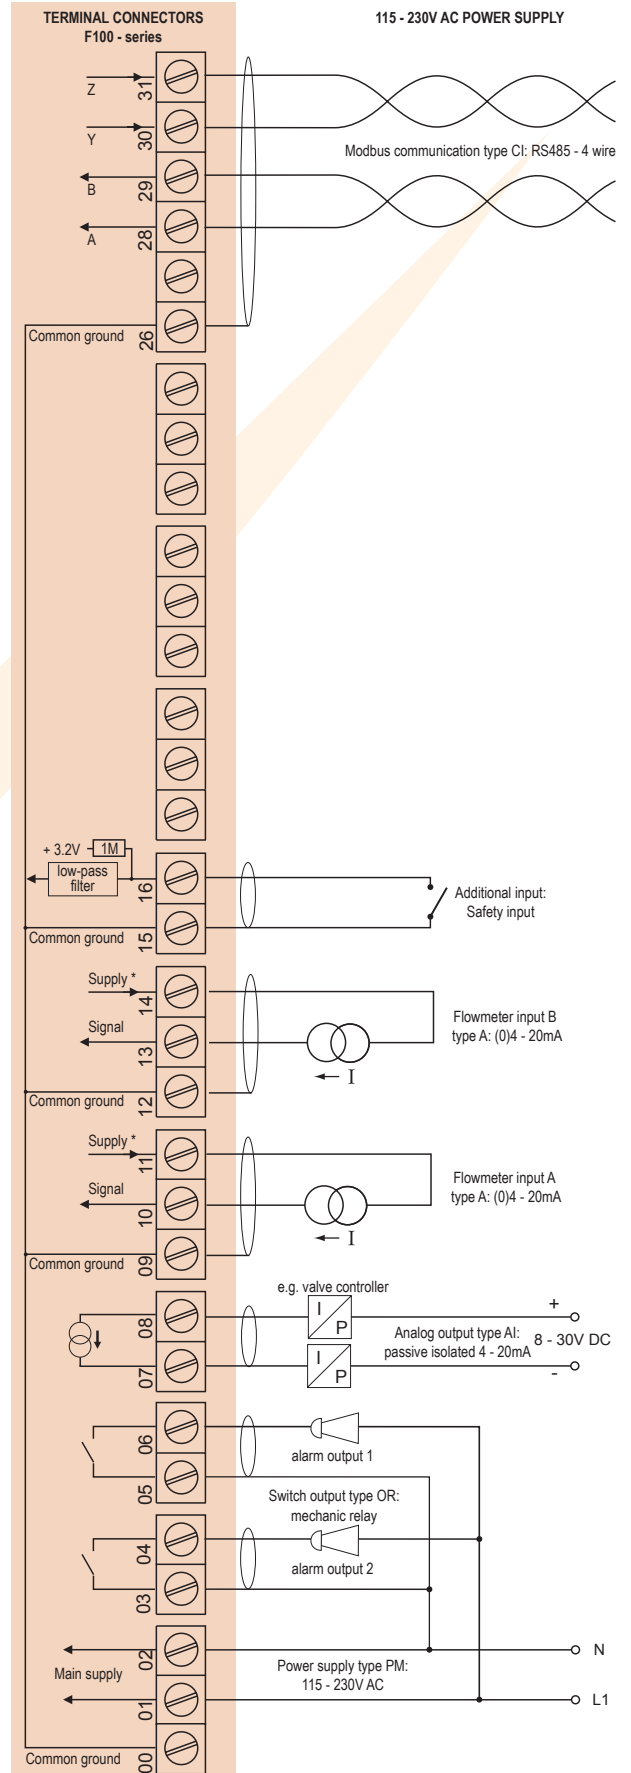 TERMINAL CONNECTORS
F100 - series
115 - 230V AC POWER SUPPLY
Z
31
Y
30
Modbus communication type CI: RS485 - 4 wire
B
29
A
28
Common ground
26
+ 3.2V
1M
low-pass
filter
16
Additional input:
Safety input
Common ground
15
Supply *
14
Signal
13
Flowmeter input B
type A: (0)4 - 20mA
I
Common ground
12
Supply *
11
Signal
10
Flowmeter input A
type A: (0)4 - 20mA
I
Common ground
09
e.g. valve controller
08
I
P
+
Analog output type AI:
passive isolated 4 - 20mA
8 - 30V DC
07
I
P
-
06
alarm output 1
05
Switch output type OR:
mechanic relay
04
alarm output 2
03
02
N
Main supply
Power supply type PM:
115 - 230V AC
01
L1
Common ground
00